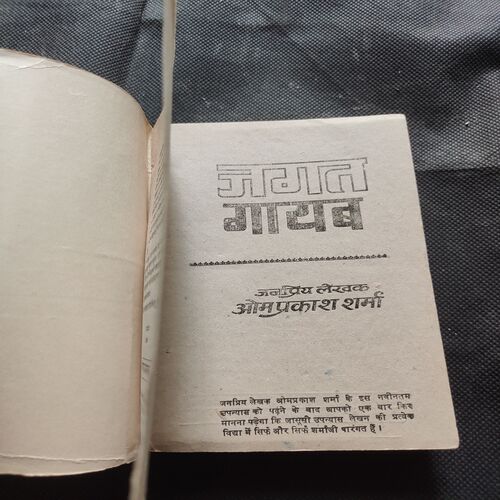 जगत
गायब
जनप्रिय लेखक
ओमप्रकाश शर्मा
जनप्रिय लेखक ओमप्रकाश शर्मा के इस नवीनतम
उपन्यास को पढ़ने के बाद आपको एक बार फिर
मानना पड़ेगा कि जासूसी उपन्यास लेखन की प्रत्येक
विद्या में सिर्फ और सिर्फ शर्माजी पारंगत हैं।